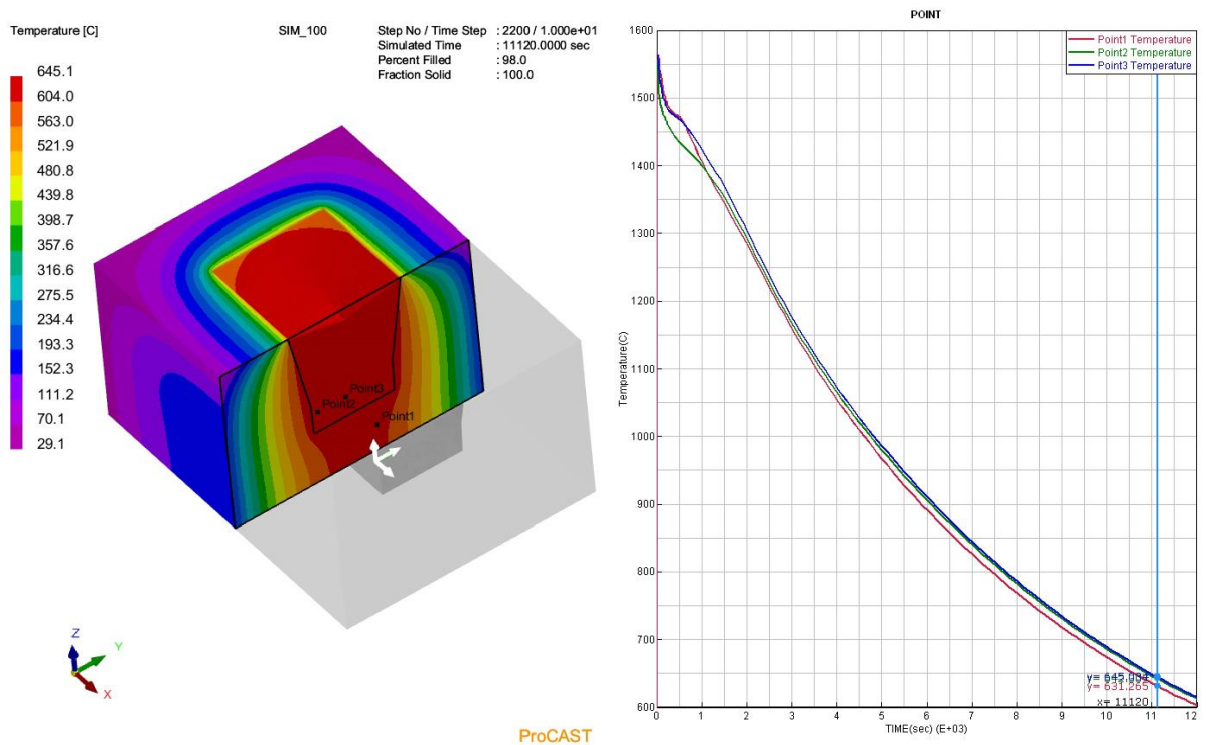 Temperature [C]
SIM_100
Step No / Time Step : 2200 / 1.000e+01
Simulated Time : 11120.0000 sec
Percent Filled : 98.0
Fraction Solid : 100.0
645.1
604.0
563.0
521.9
480.8
439.8
398.7
357.6
316.6
275.5
234.4
193.3
152.3
111.2
70.1
29.1
Point3
Point2
Point1
Z
Y
X
ProCAST
POINT
Point1 Temperature
Point2 Temperature
Point3 Temperature
1600
1500
1400
1300
1200
1100
1000
900
800
700
600
Temperature(C)
y= 631.265
x= 11120
0 1 2 3 4 5 6 7 8 9 10 11 12
TIME(sec) (E+03)